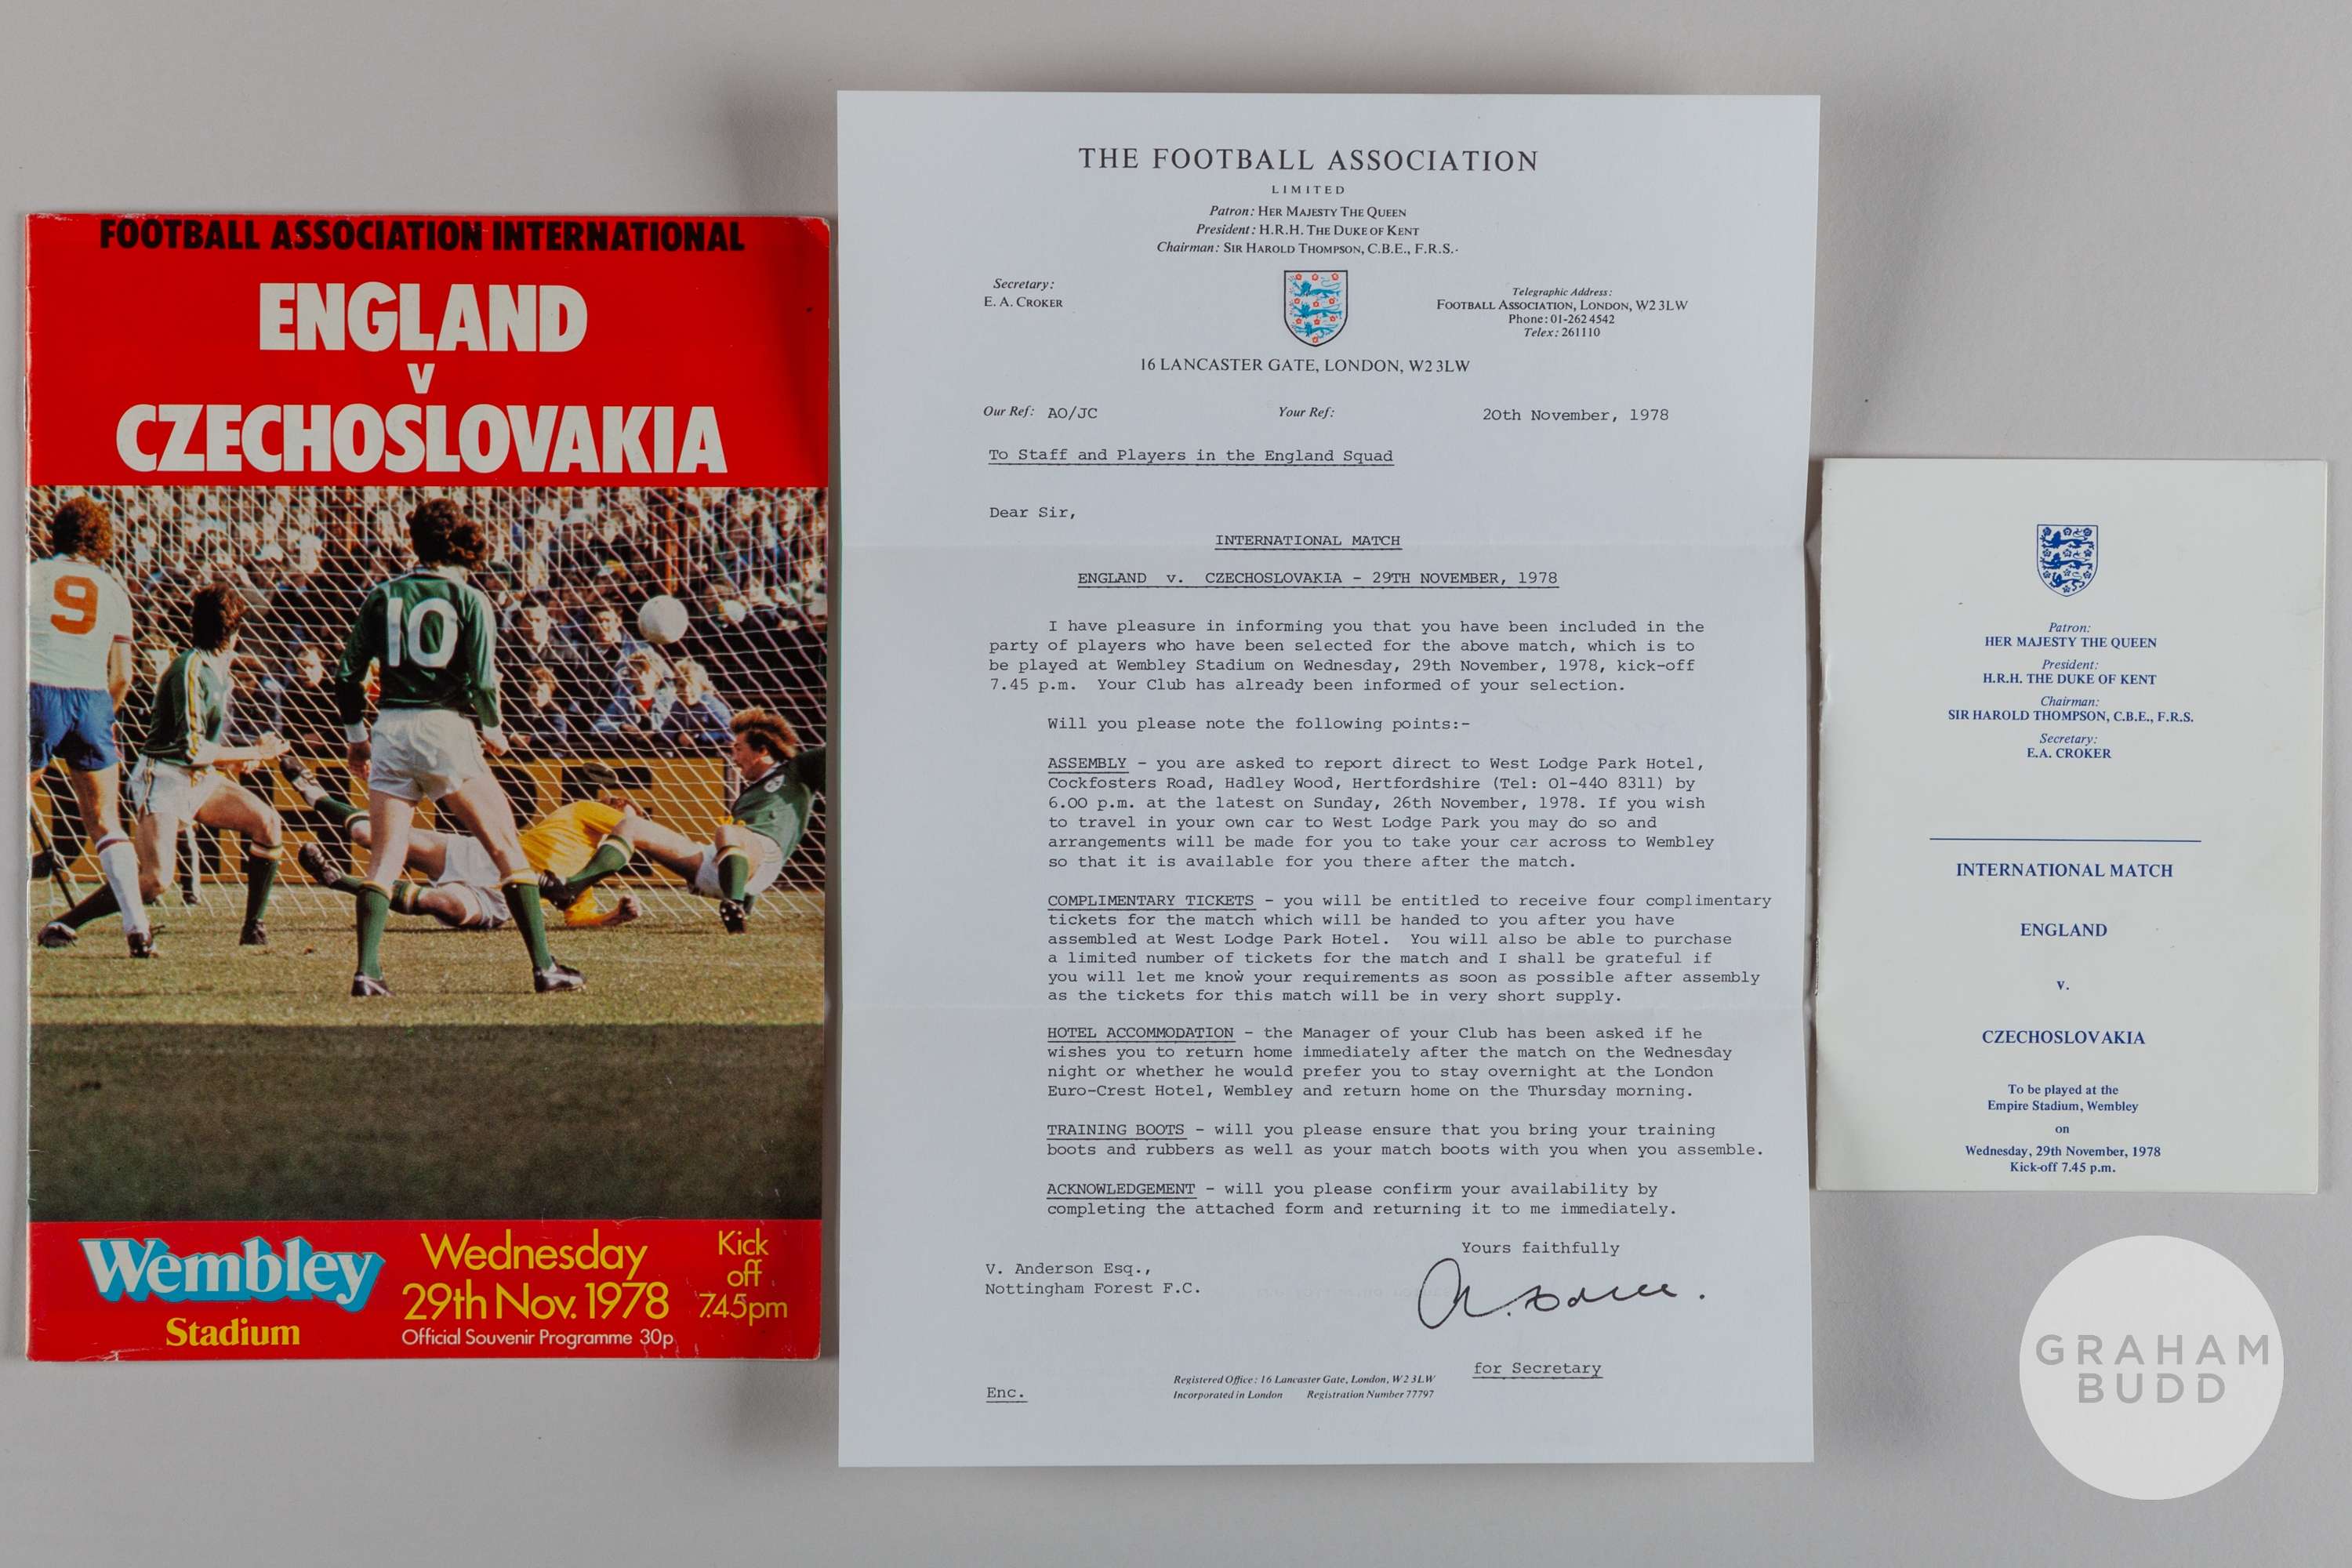 FOOTBALL ASSOCIATION INTERNATIONAL
ENGLAND
v
CZECHOSLOVAKIA
9
10
Wembley
Stadium
Wednesday
29th Nov. 1978
Official Souvenir Programme 30p
Kick
off
7.45pm
THE FOOTBALL ASSOCIATION
LIMITED
Patron: HER MAJESTY THE QUEEN
President: H.R.H. THE DUKE OF KENT
Chairman: SIR HAROLD THOMPSON, C.B.E., F.R.S.
Secretary:
E. A. CROKER
Telegraphic Address:
FOOTBALL ASSOCIATION, LONDON, W2 3LW
Phone: 01-262 4542
Telex: 261110
16 LANCASTER GATE, LONDON, W2 3LW
Our Ref: AO/JC Your Ref: 20th November, 1978
To Staff and Players in the England Squad
Dear Sir,
INTERNATIONAL MATCH
ENGLAND v. CZECHOSLOVAKIA - 29TH NOVEMBER, 1978
I have pleasure in informing you that you have been included in the
party of players who have been selected for the above match, which is to
be played at Wembley Stadium on Wednesday, 29th November, 1978, kick-off
7.45 p.m. Your Club has already been informed of your selection.
Will you please note the following points:-
ASSEMBLY - you are asked to report direct to West Lodge Park Hotel,
Cockfosters Road, Hadley Wood, Hertfordshire (Tel: 01-440 8311) by
6.00 p.m. at the latest on Sunday, 26th November, 1978. If you wish
to travel in your own car to West Lodge Park you may do so and
arrangements will be made for you to take your car across to Wembley
so that it is available for you there after the match.
COMPLIMENTARY TICKETS - you will be entitled to receive four complimentary
tickets for the match which will be handed to you after you have
assembled at West Lodge Park Hotel. You will also be able to purchase
a limited number of tickets for the match and I shall be grateful if
you will let me know your requirements as soon as possible after assembly
as the tickets for this match will be in very short supply.
HOTEL ACCOMMODATION - the Manager of your Club has been asked if he
wishes you to return home immediately after the match on the Wednesday
night or whether he would prefer you to stay overnight at the London
Euro-Crest Hotel, Wembley and return home on the Thursday morning.
TRAINING BOOTS - will you please ensure that you bring your training
boots and rubbers as well as your match boots with you when you assemble.
ACKNOWLEDGEMENT - will you please confirm your availability by
completing the attached form and returning it to me immediately.
Yours faithfully
V. Anderson Esq.,
Nottingham Forest F.C.
for Secretary
Enc.
Registered Office: 16 Lancaster Gate, London, W2 3LW
Incorporated in London Registration Number 77797
Patron:
HER MAJESTY THE QUEEN
President:
H.R.H. THE DUKE OF KENT
Chairman:
SIR HAROLD THOMPSON, C.B.E., F.R.S.
Secretary:
E.A. CROKER
INTERNATIONAL MATCH
ENGLAND
v.
CZECHOSLOVAKIA
To be played at the
Empire Stadium, Wembley
on
Wednesday, 29th November, 1978
Kick-off 7.45 p.m.
GRAHAM
BUDD